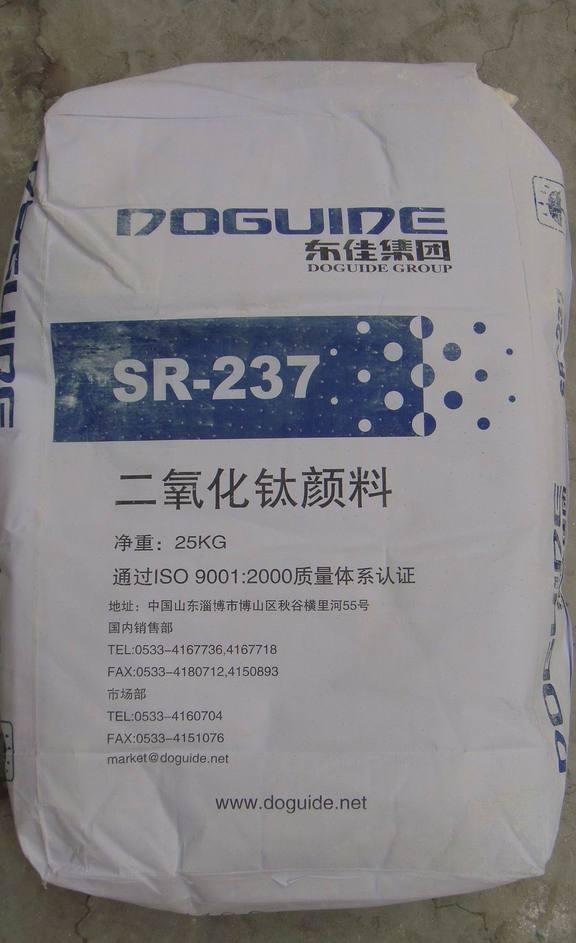 DOGUIDE
东佳集团
DOGUIDE GROUP
SR-237
二氧化钛颜料
净重：25KG
通过ISO 9001:2000质量体系认证
地址：中国山东淄博市博山区秋谷横里河55号
国内销售部
TEL:0533-4167736,4167718
FAX:0533-4180712,4150893
市场部
TEL:0533-4160704
FAX:0533-4151076
market@doguide.net
www.doguide.net